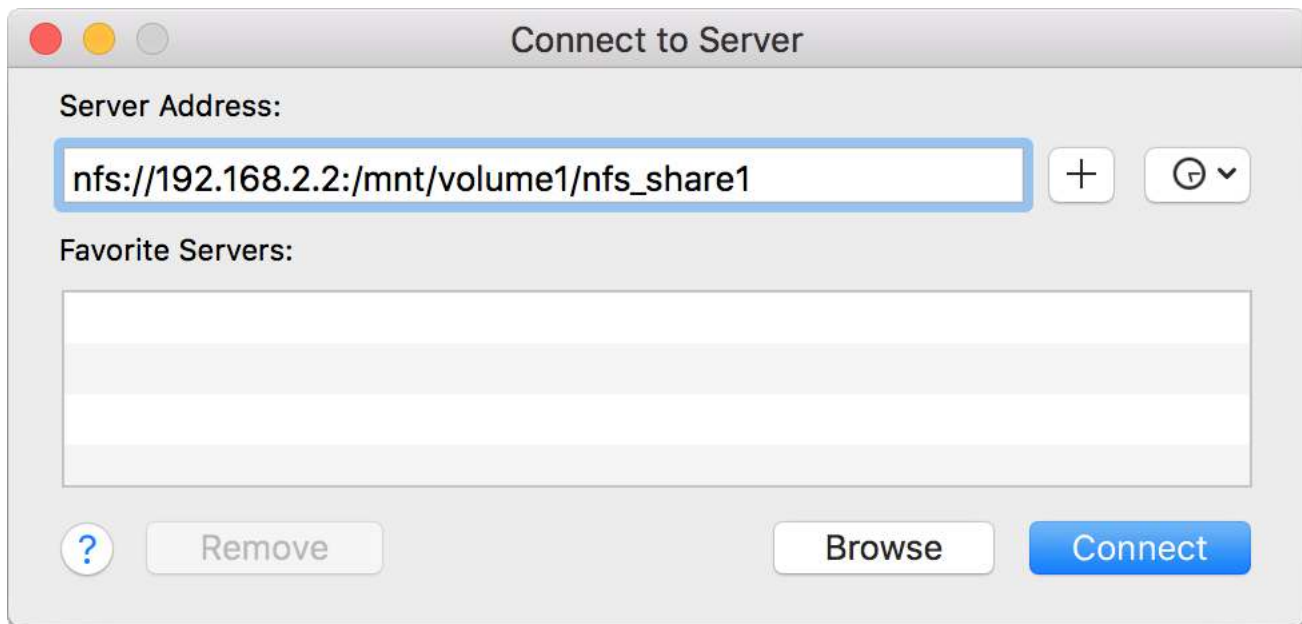 Connect to Server
Server Address:
nfs://192.168.2.2:/mnt/volume1/nfs_share1
Favorite Servers:
? Remove Browse Connect